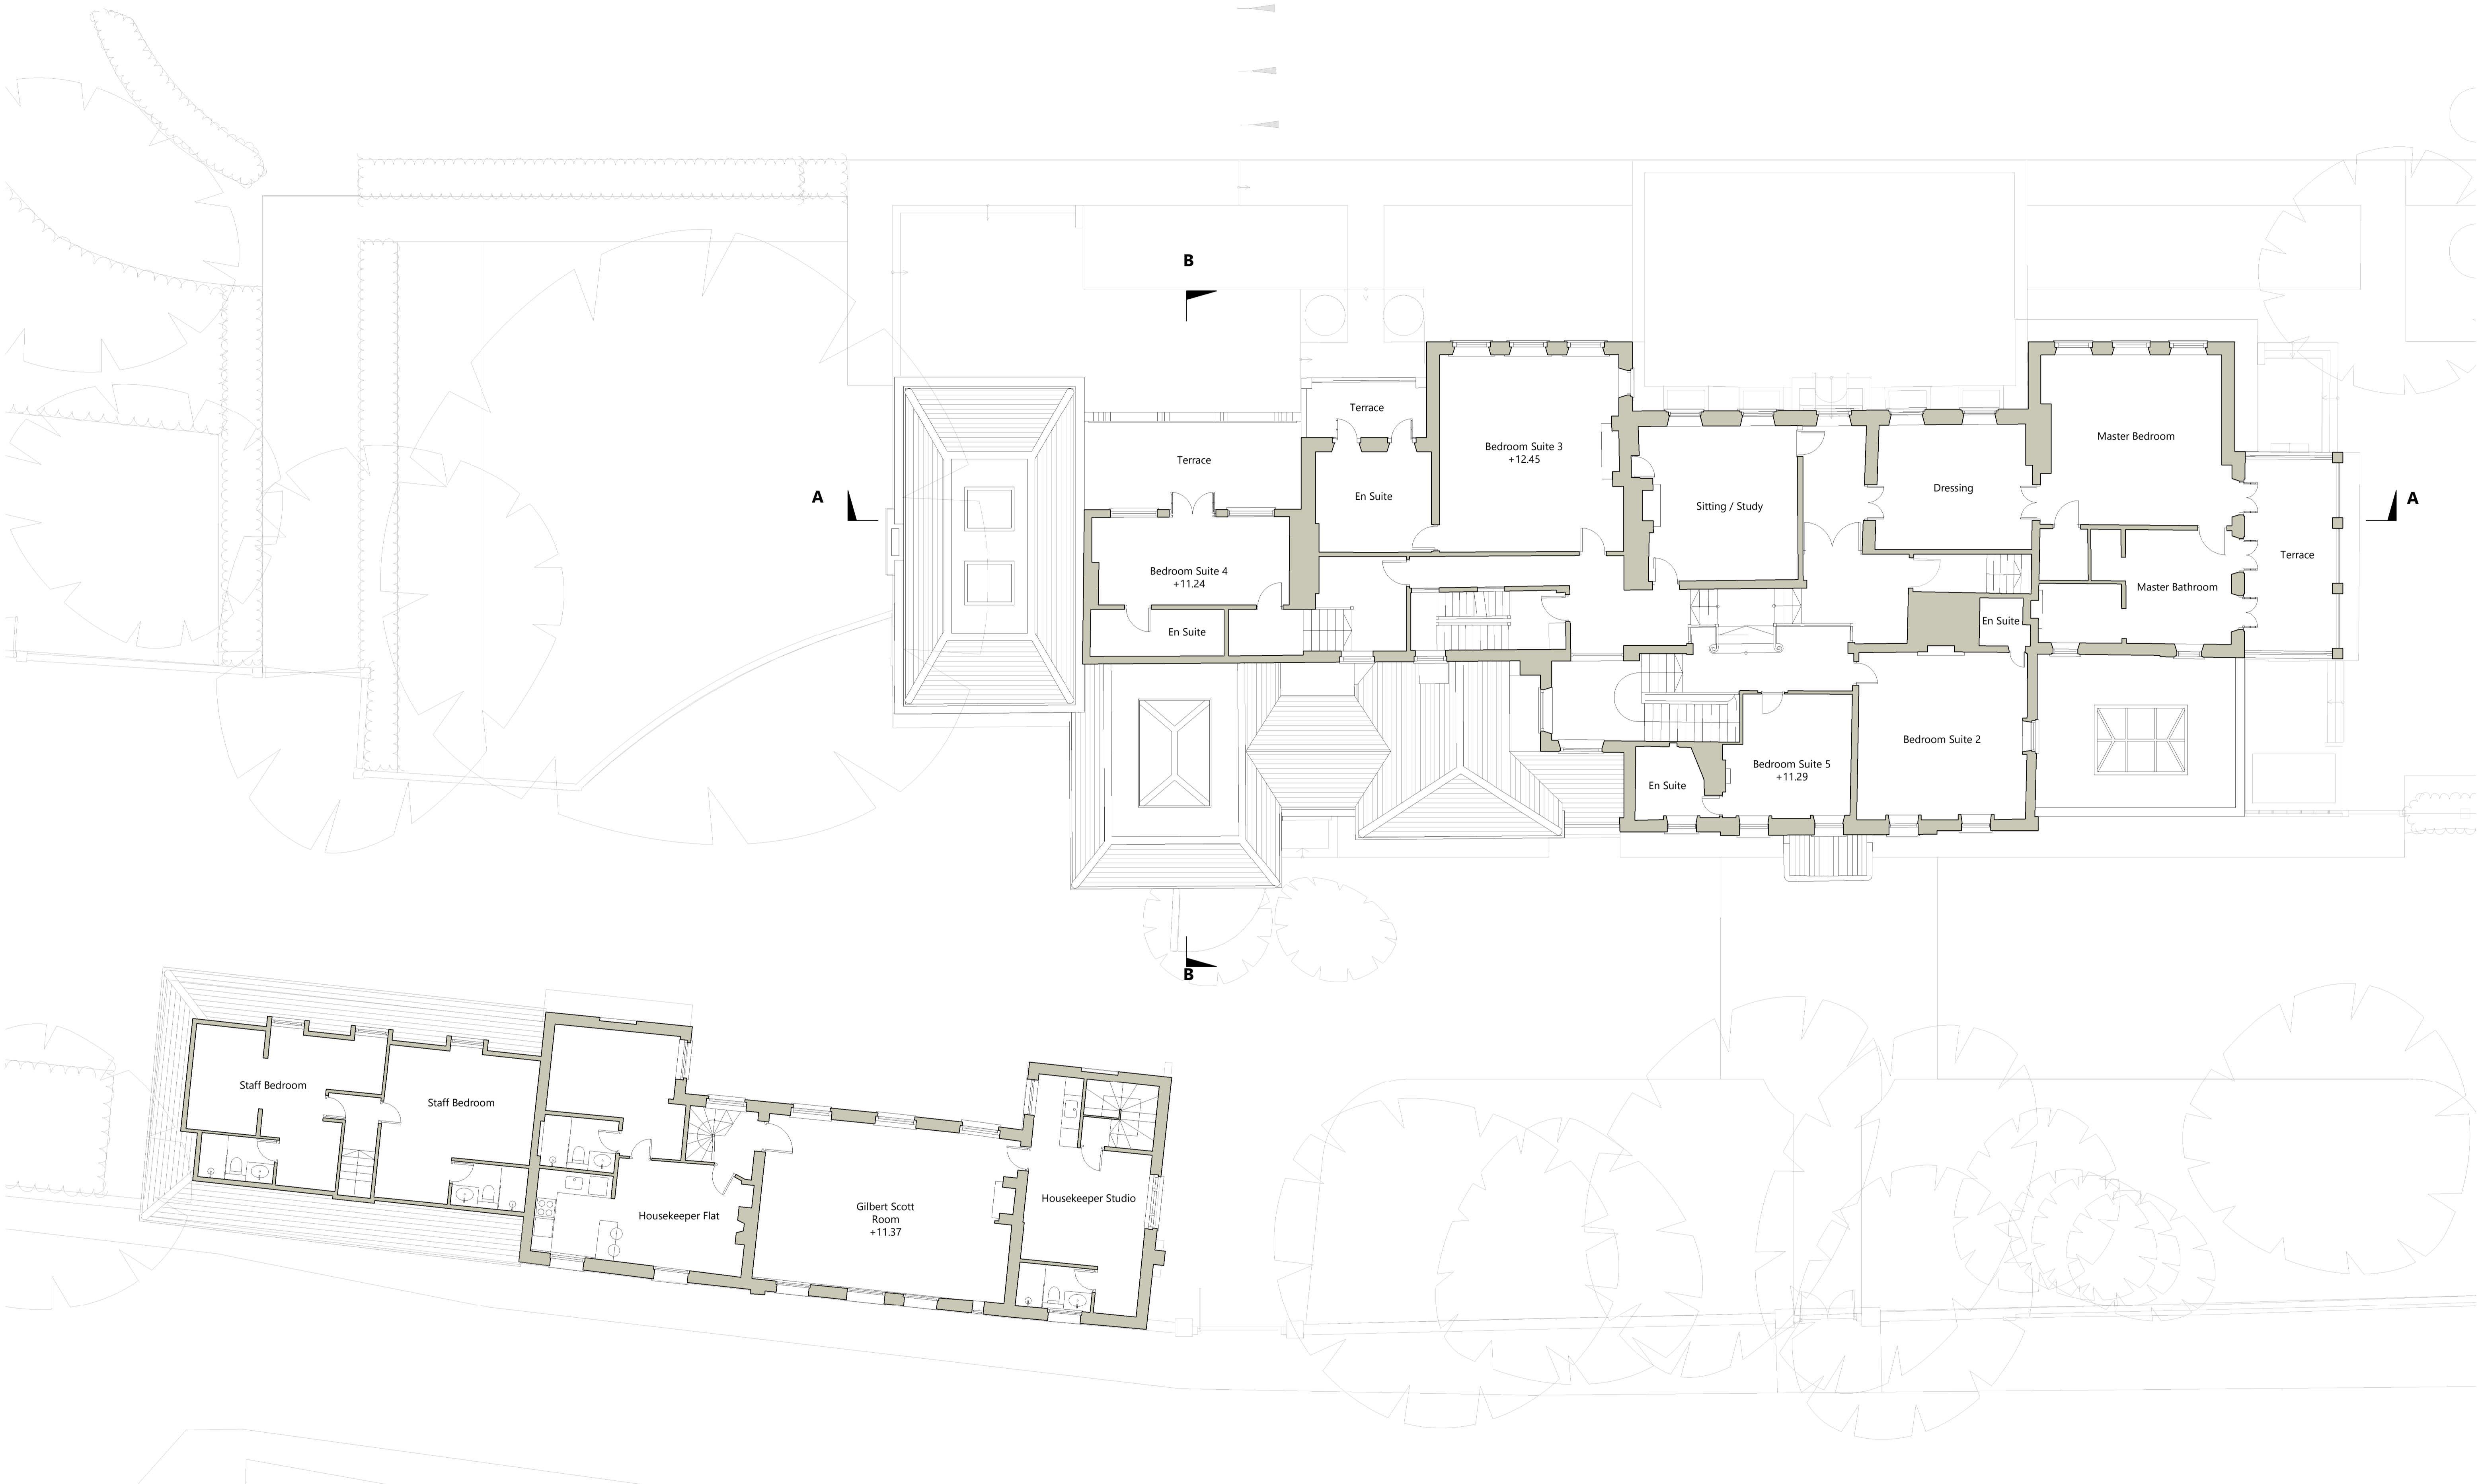 B
Terrace
Master Bedroom
Bedroom Suite 3
+12.45
Terrace
Dressing
A
En Suite
A
Sitting / Study
Terrace
Bedroom Suite 4
+11.24
Master Bathroom
En Suite
En Suite
Bedroom Suite 2
Bedroom Suite 5
+11.29
En Suite
B
Staff Bedroom
Staff Bedroom
Housekeeper Studio
Gilbert Scott
Room
+11.37
Housekeeper Flat